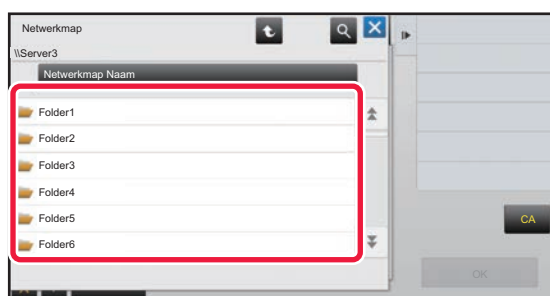 Netwerkmap
\\Server3
Netwerkmap Naam
Folder1
Folder2
Folder3
Folder4
Folder5
Folder6
CA
OK